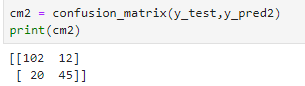 cm2 = confusion_matrix(y_test,y_pred2)
print(cm2)
[[102  12]
 [ 20  45]]